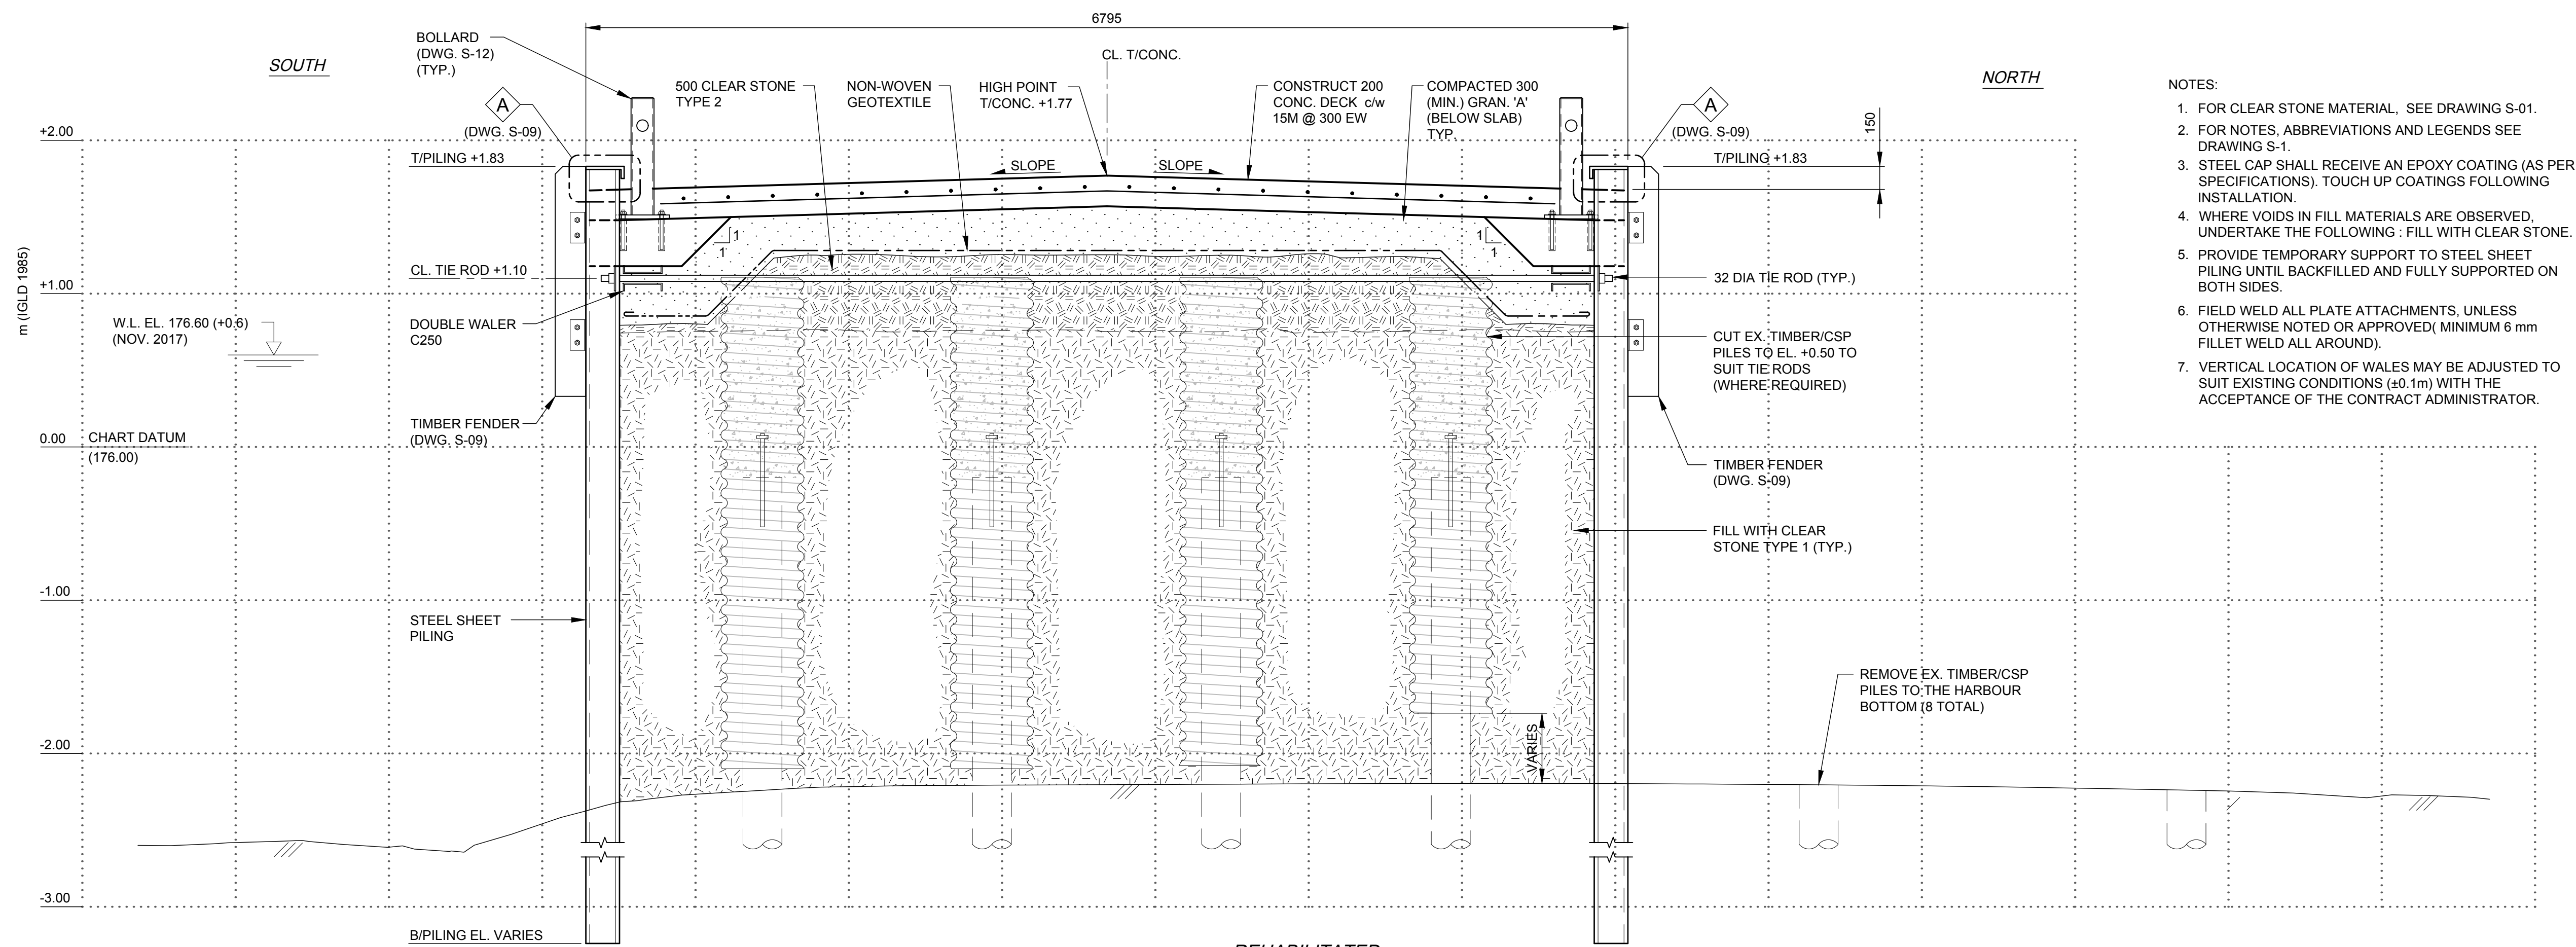 6795
BOLLARD
(DWG. S-12)
(TYP.)
CL. T/CONC.
SOUTH
NORTH
500 CLEAR STONE
TYPE 2
NON-WOVEN
GEOTEXTILE
HIGH POINT
T/CONC. +1.77
CONSTRUCT 200
CONC. DECK c/w
15M @ 300 EW
COMPACTED 300
(MIN.) GRAN. 'A'
(BELOW SLAB)
TYP.
A
(DWG. S-09)
A
(DWG. S-09)
150
+2.00
T/PILING +1.83
SLOPE
SLOPE
T/PILING +1.83
1
1
1
1
m (IGLD 1985)
CL. TIE ROD +1.10
32 DIA TIE ROD (TYP.)
+1.00
W.L. EL. 176.60 (+0.6)
(NOV. 2017)
DOUBLE WALER
C250
CUT EX. TIMBER/CSP
PILES TO EL. +0.50 TO
SUIT TIE RODS
(WHERE REQUIRED)
TIMBER FENDER
(DWG. S-09)
0.00
CHART DATUM
(176.00)
TIMBER FENDER
(DWG. S-09)
FILL WITH CLEAR
STONE TYPE 1 (TYP.)
-1.00
STEEL SHEET
PILING
REMOVE EX. TIMBER/CSP
PILES TO THE HARBOUR
BOTTOM (8 TOTAL)
VARIES
-2.00
-3.00
B/PILING EL. VARIES
REHABILITATED
NOTES:
1. FOR CLEAR STONE MATERIAL, SEE DRAWING S-01.
2. FOR NOTES, ABBREVIATIONS AND LEGENDS SEE
DRAWING S-1.
3. STEEL CAP SHALL RECEIVE AN EPOXY COATING (AS PER
SPECIFICATIONS). TOUCH UP COATINGS FOLLOWING
INSTALLATION.
4. WHERE VOIDS IN FILL MATERIALS ARE OBSERVED,
UNDERTAKE THE FOLLOWING : FILL WITH CLEAR STONE.
5. PROVIDE TEMPORARY SUPPORT TO STEEL SHEET
PILING UNTIL BACKFILLED AND FULLY SUPPORTED ON
BOTH SIDES.
6. FIELD WELD ALL PLATE ATTACHMENTS, UNLESS
OTHERWISE NOTED OR APPROVED( MINIMUM 6 mm
FILLET WELD ALL AROUND).
7. VERTICAL LOCATION OF WALES MAY BE ADJUSTED TO
SUIT EXISTING CONDITIONS (±0.1m) WITH THE
ACCEPTANCE OF THE CONTRACT ADMINISTRATOR.